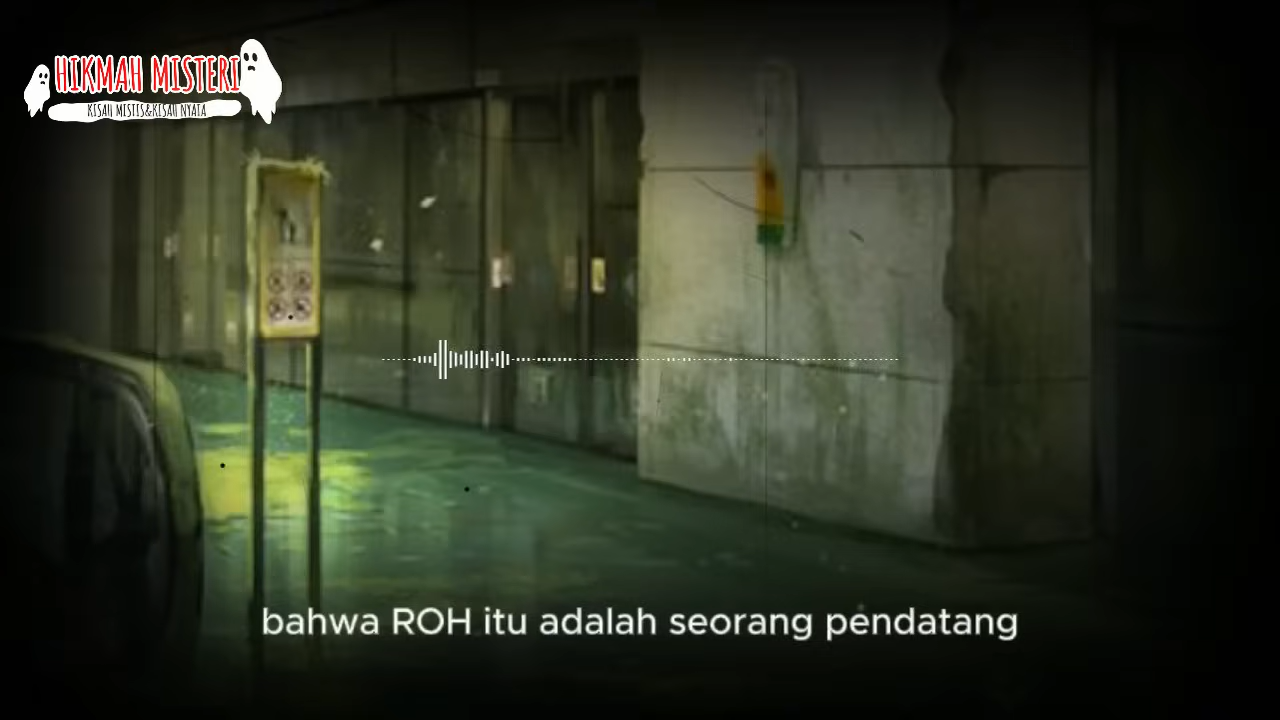 HIKMAH MISTERI
KISAH MISTIS&KISAH NYATA
bahwa ROH itu adalah seorang pendatang